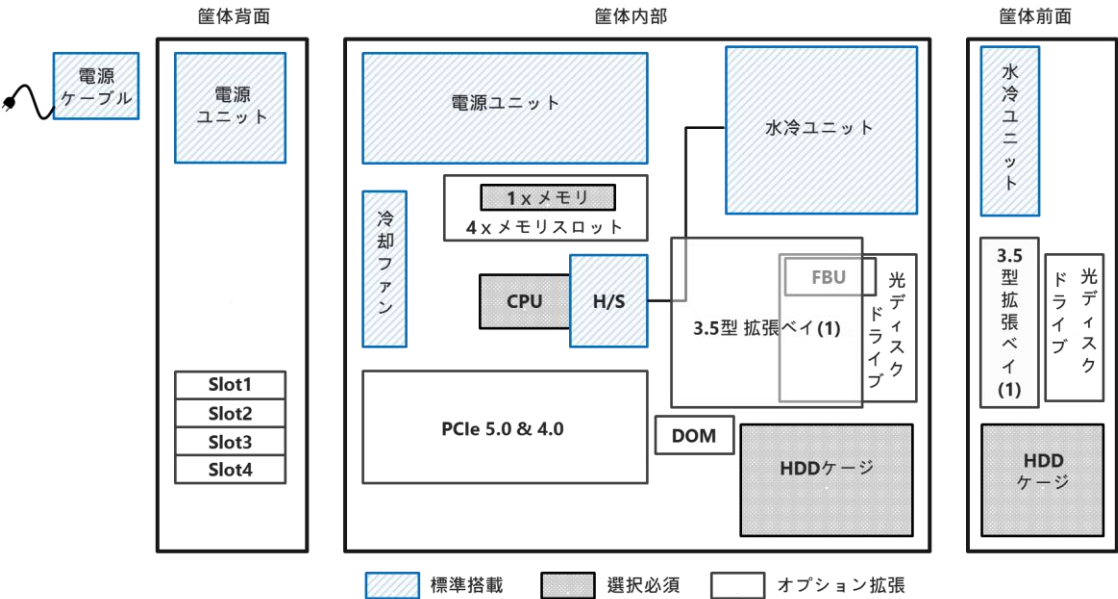 筐体背面
筐体内部
筐体前面
電源
ケーブル
電源
ユニット
Slot1
Slot2
Slot3
Slot4
電源ユニット
水冷ユニット
冷却ファン
1 x メモリ
4 x メモリスロット
CPU
H/S
FBU
3.5型 拡張ベイ(1)
光ディスク
ドライブ
PCIe 5.0 & 4.0
DOM
HDDケージ
水冷ユニット
3.5
型拡張ベイ
(1)
光ディスク
ドライブ
HDD
ケージ
標準搭載
選択必須
オプション拡張